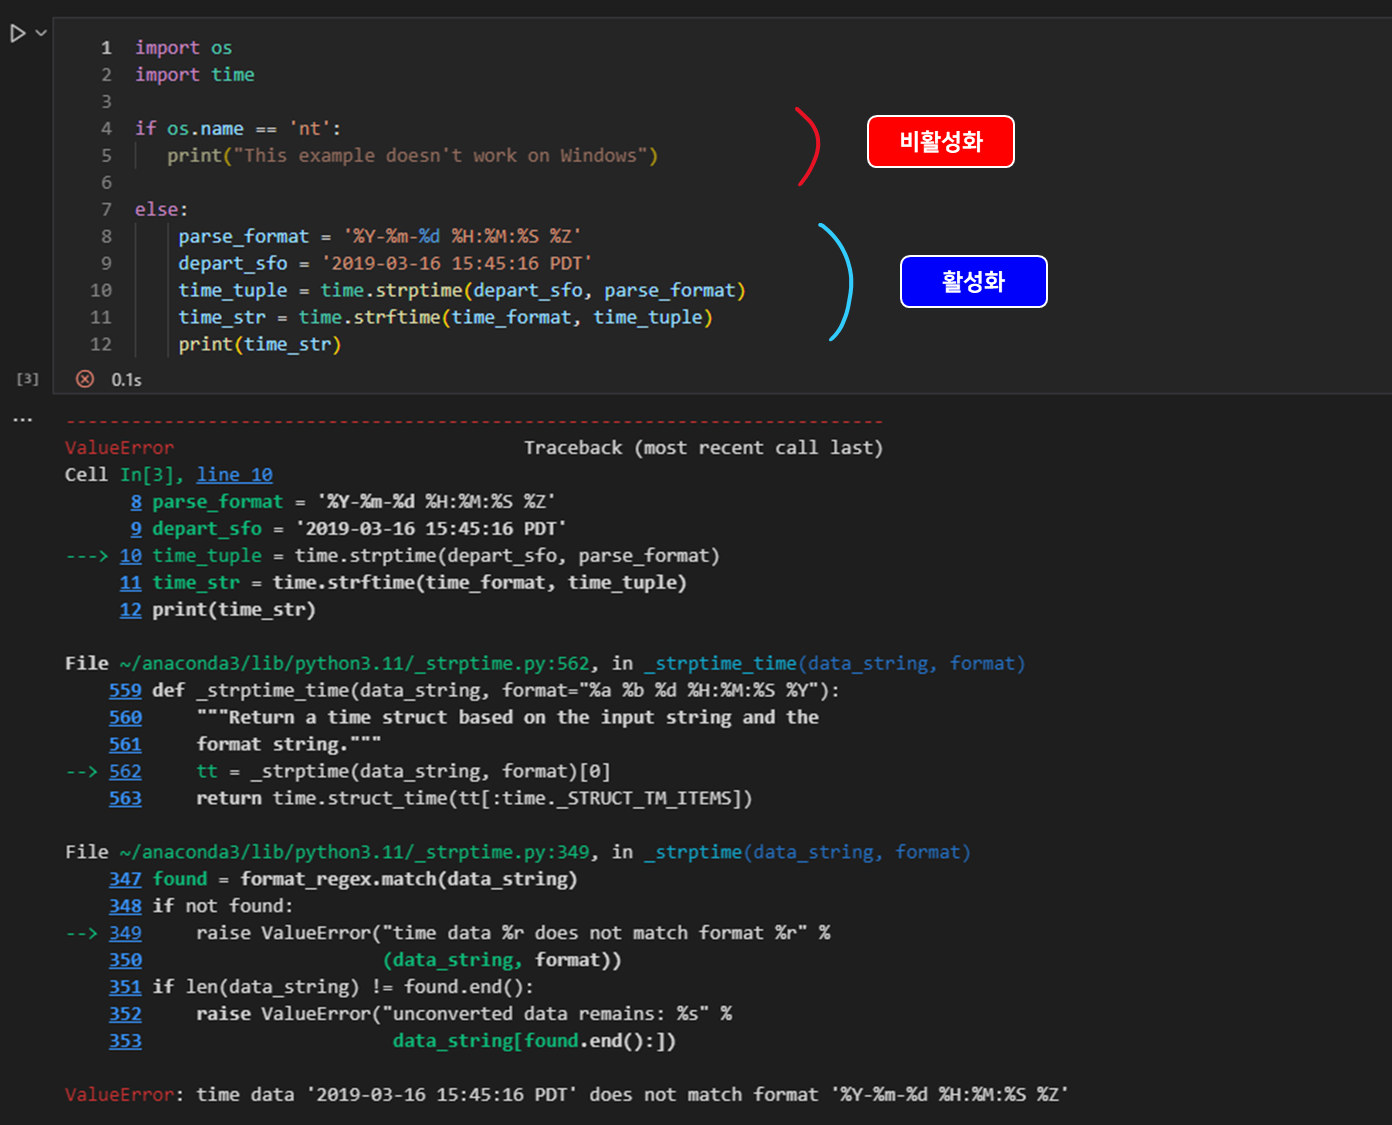 1 import os
2 import time
3
4 if os.name == 'nt':
5 print("This example doesn't work on Windows")
비활성화
6
7 else:
8 parse_format = '%Y-%m-%d %H:%M:%S %Z'
9 depart_sfo = '2019-03-16 15:45:16 PDT'
활성화
10 time_tuple = time.strptime(depart_sfo, parse_format)
11 time_str = time.strftime(time_format, time_tuple)
12 print(time_str)
[3] 0.1s
---------------------------------------------------------------------------
ValueError Traceback (most recent call last)
Cell In[3], line 10
8 parse_format = '%Y-%m-%d %H:%M:%S %Z'
9 depart_sfo = '2019-03-16 15:45:16 PDT'
---> 10 time_tuple = time.strptime(depart_sfo, parse_format)
11 time_str = time.strftime(time_format, time_tuple)
12 print(time_str)
File ~/anaconda3/lib/python3.11/_strptime.py:562, in _strptime_time(data_string, format)
559 def _strptime_time(data_string, format="%a %b %d %H:%M:%S %Y"):
560 """Return a time struct based on the input string and the
561 format string."""
--> 562 tt = _strptime(data_string, format)[0]
563 return time.struct_time(tt[:time._STRUCT_TM_ITEMS])
File ~/anaconda3/lib/python3.11/_strptime.py:349, in _strptime(data_string, format)
347 found = format_regex.match(data_string)
348 if not found:
--> 349 raise ValueError("time data %r does not match format %r" %
350 (data_string, format))
351 if len(data_string) != found.end():
352 raise ValueError("unconverted data remains: %s" %
353 data_string[found.end():])
ValueError: time data '2019-03-16 15:45:16 PDT' does not match format '%Y-%m-%d %H:%M:%S %Z'